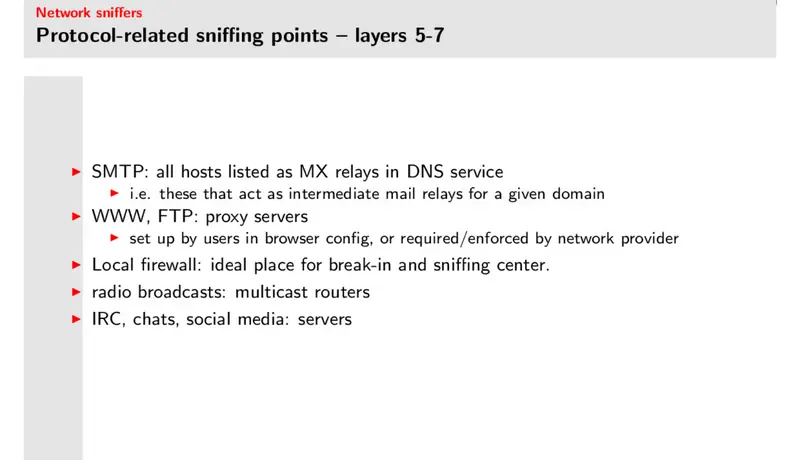 Network sniffers
Protocol-related sniffing points – layers 5-7
SMTP: all hosts listed as MX relays in DNS service
i.e. these that act as intermediate mail relays for a given domain
WWW, FTP: proxy servers
set up by users in browser config, or required/enforced by network provider
Local firewall: ideal place for break-in and sniffing center.
radio broadcasts: multicast routers
IRC, chats, social media: servers